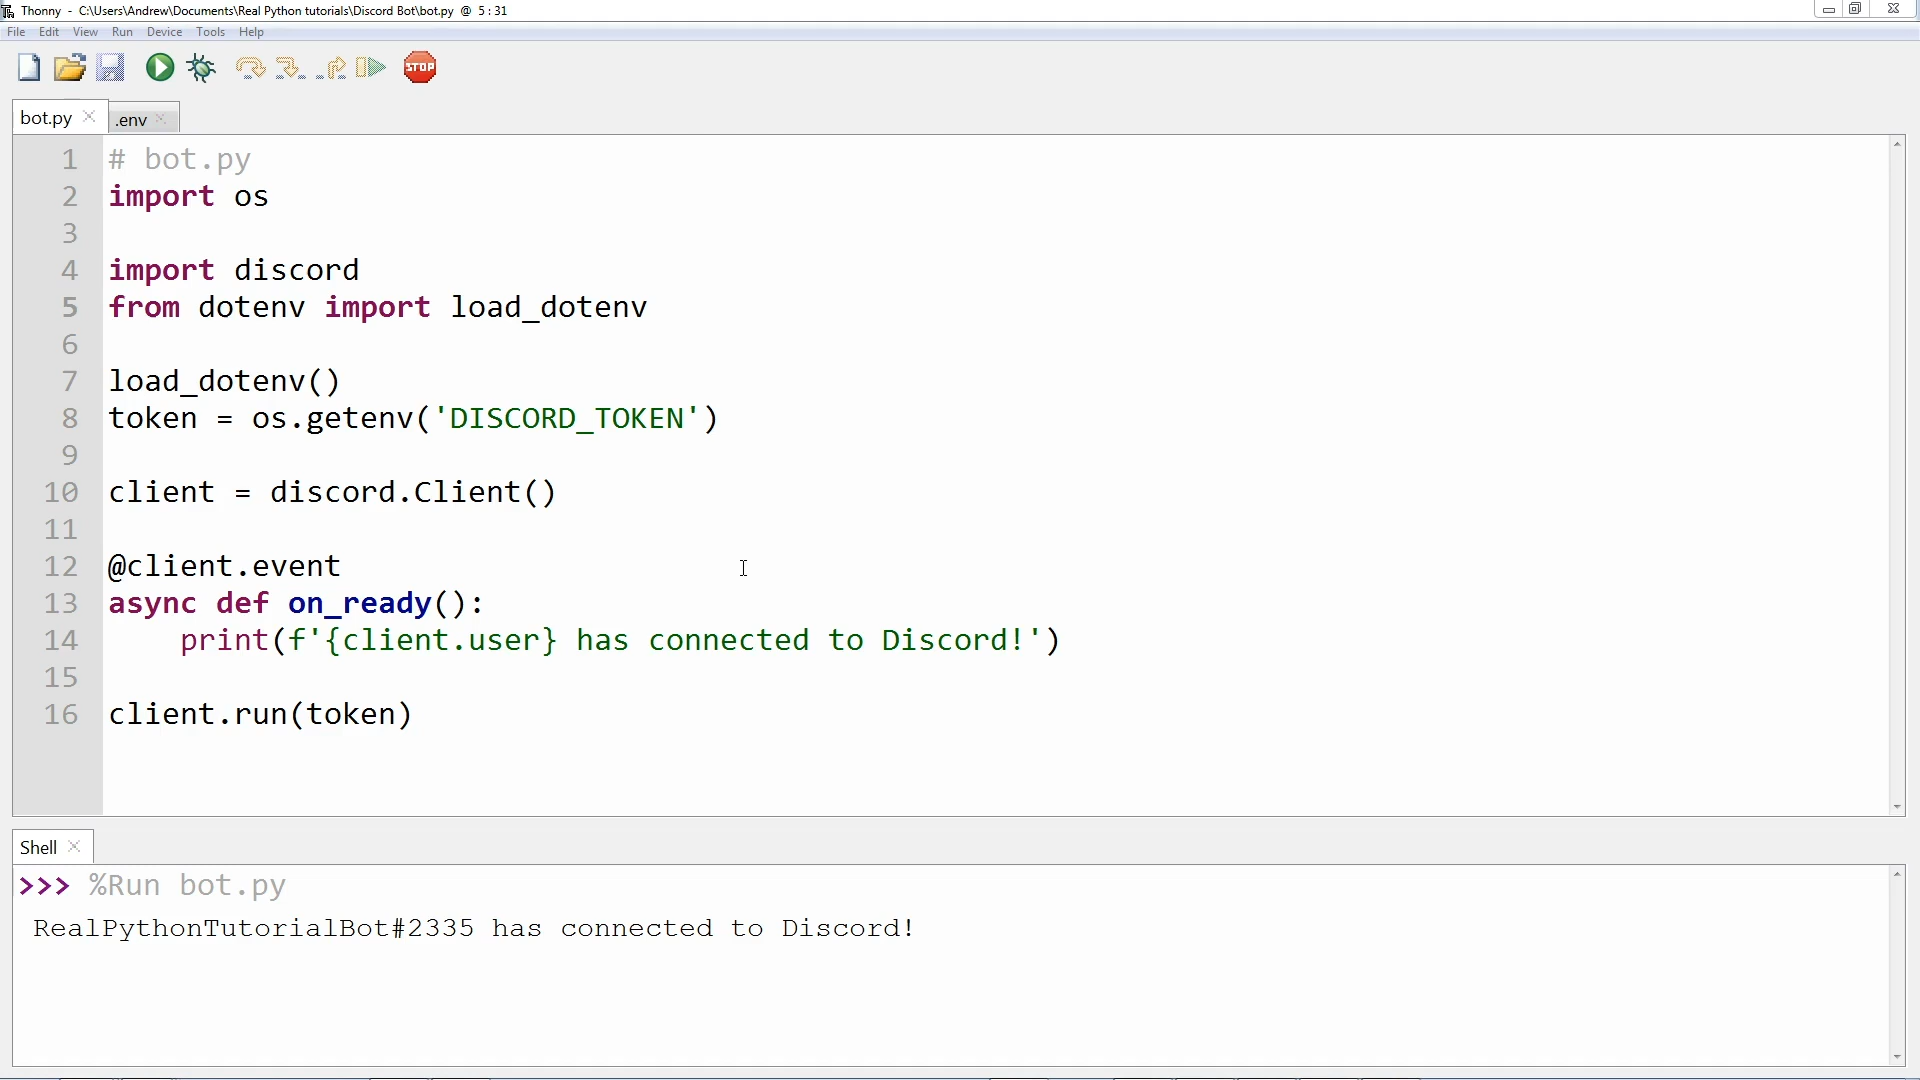 Thonny - C:\Users\Andrew\Documents\Real Python tutorials\Discord Bot\bot.py @ 5 : 31
File Edit View Run Device Tools Help
STOP
bot.py .env
1 # bot.py
2 import os
3
4 import discord
5 from dotenv import load_dotenv
6
7 load_dotenv()
8 token = os.getenv('DISCORD_TOKEN')
9
10 client = discord.Client()
11
12 @client.event
13 async def on_ready():
14 print(f'{client.user} has connected to Discord!')
15
16 client.run(token)
Shell
>>> %Run bot.py
RealPythonTutorialBot#2335 has connected to Discord!